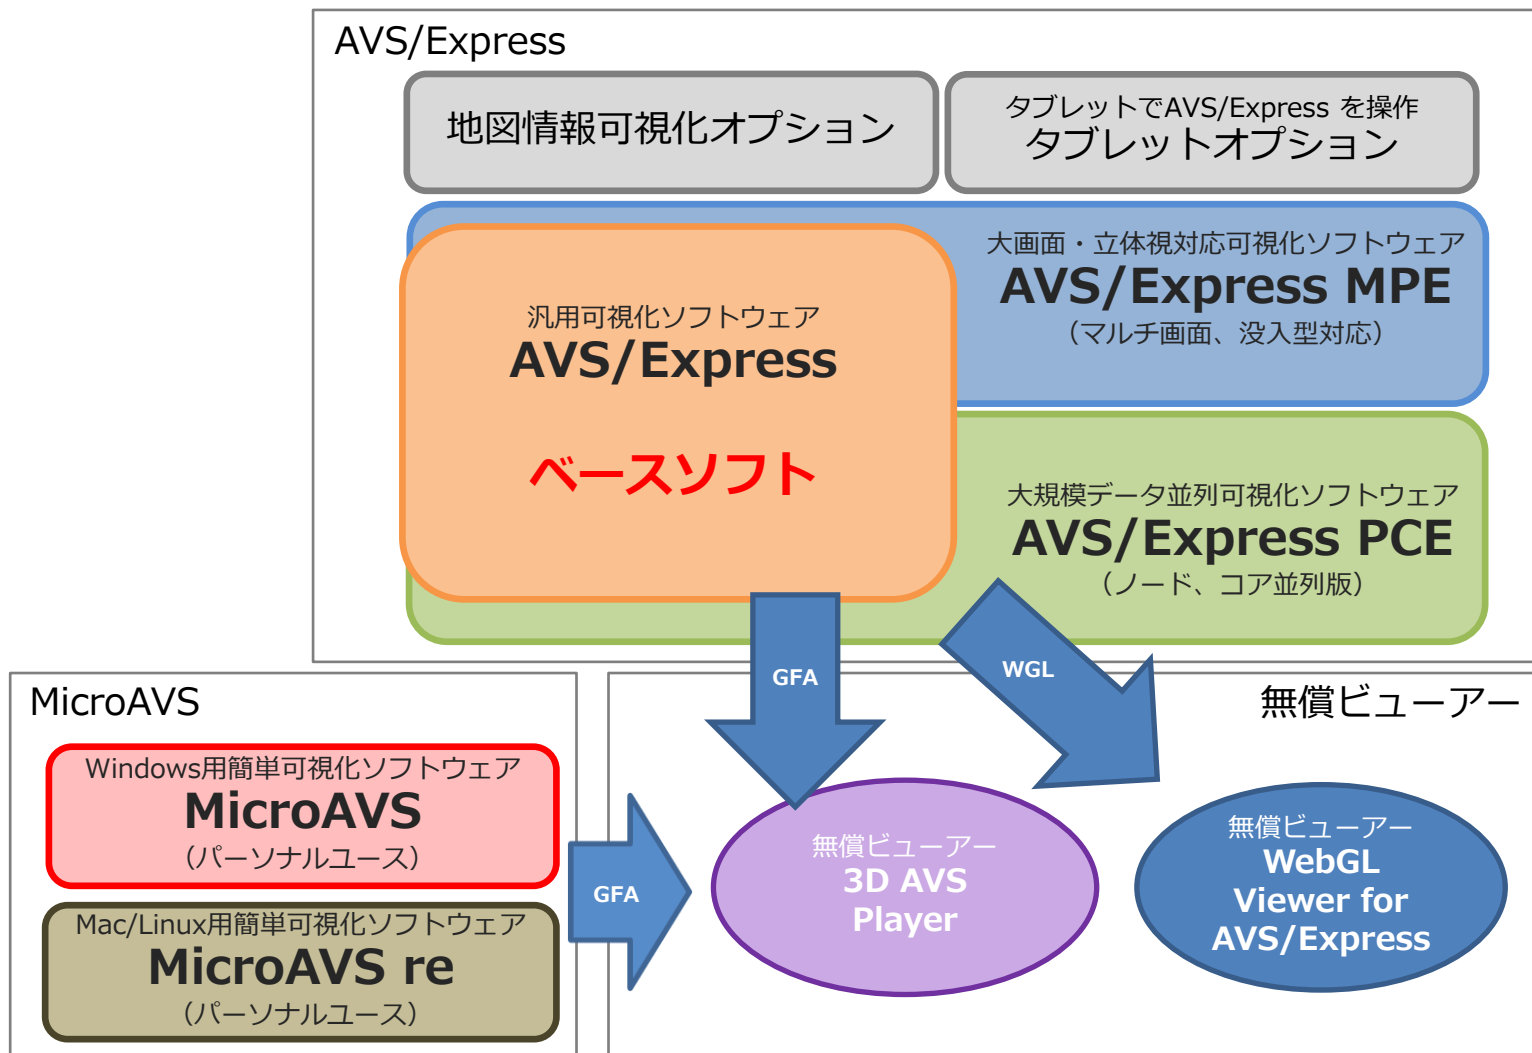 AVS/Express
地図情報可視化オプション
タブレットでAVS/Express を操作
タブレットオプション
大画面・立体視対応可視化ソフトウェア
AVS/Express MPE
（マルチ画面、没入型対応）
汎用可視化ソフトウェア
AVS/Express
ベースソフト
大規模データ並列可視化ソフトウェア
AVS/Express PCE
（ノード、コア並列版）
GFA
WGL
MicroAVS
Windows用簡単可視化ソフトウェア
MicroAVS
（パーソナルユース）
Mac/Linux用簡単可視化ソフトウェア
MicroAVS re
（パーソナルユース）
GFA
無償ビューアー
無償ビューアー
3D AVS
Player
無償ビューアー
WebGL
Viewer for
AVS/Express